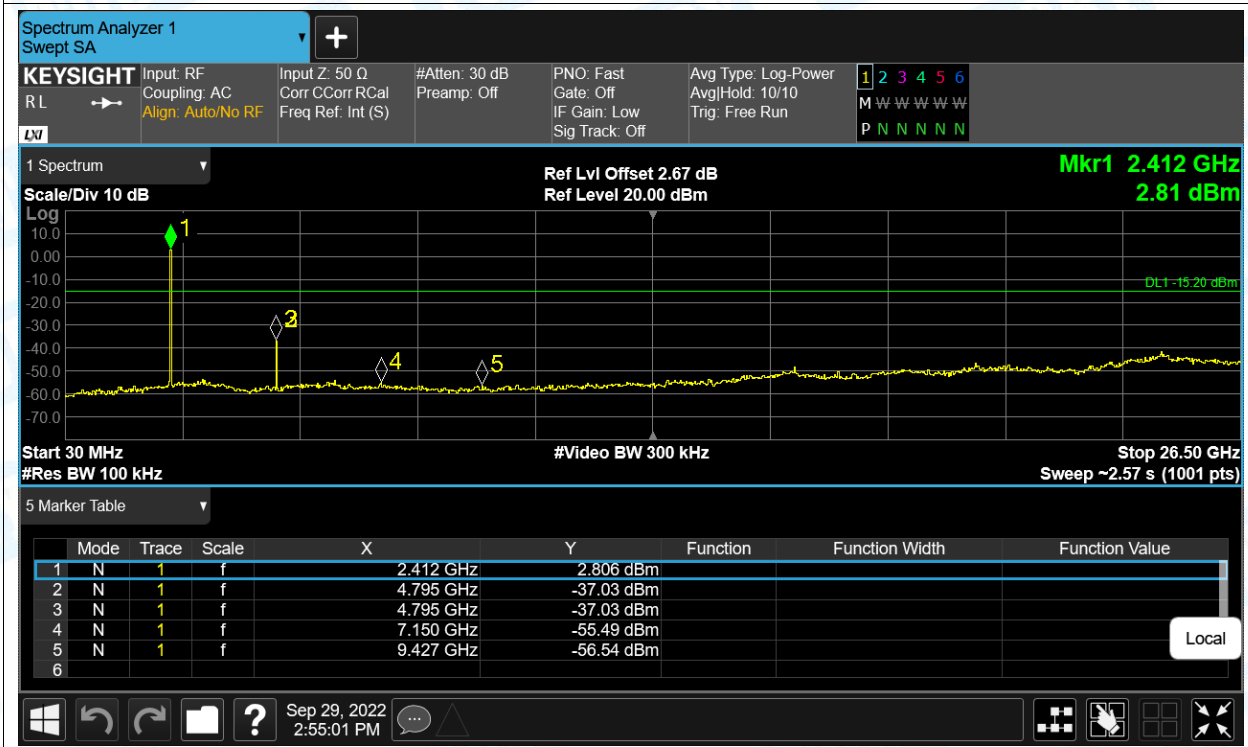 Spectrum Analyzer 1
Swept SA
+
KEYSIGHT
RL
LXI
Input: RF
Coupling: AC
Align: Auto/No RF
Input Z: 50 Ω
Corr CCorr RCal
Freq Ref: Int (S)
#Atten: 30 dB
Preamp: Off
PNO: Fast
Gate: Off
IF Gain: Low
Sig Track: Off
Avg Type: Log-Power
Avg|Hold: 10/10
Trig: Free Run
1 2 3 4 5 6
M W W W W W
P N N N N N
1 Spectrum
Scale/Div 10 dB
Ref Lvl Offset 2.67 dB
Ref Level 20.00 dBm
Mkr1 2.412 GHz
2.81 dBm
Log
10.0
0.00
-10.0
-20.0
-30.0
-40.0
-50.0
-60.0
-70.0
1
3
4
5
DL1 -15.20 dBm
Start 30 MHz
#Res BW 100 kHz
#Video BW 300 kHz
Stop 26.50 GHz
Sweep ~2.57 s (1001 pts)
5 Marker Table
Mode Trace Scale X Y Function Function Width Function Value
1 N 1 f 2.412 GHz 2.806 dBm
2 N 1 f 4.795 GHz -37.03 dBm
3 N 1 f 4.795 GHz -37.03 dBm
4 N 1 f 7.150 GHz -55.49 dBm
5 N 1 f 9.427 GHz -56.54 dBm
6
Local
?
Sep 29, 2022
2:55:01 PM